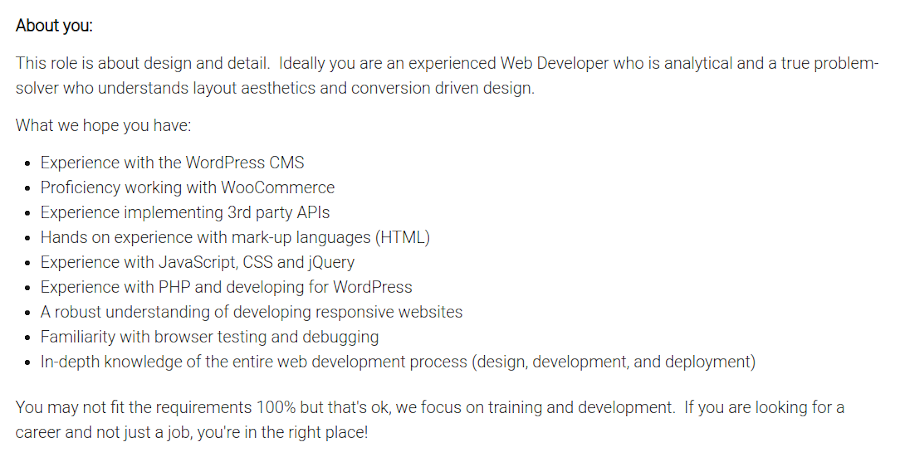 About you:
This role is about design and detail.  Ideally you are an experienced Web Developer who is analytical and a true problem-
solver who understands layout aesthetics and conversion driven design.
What we hope you have:
• Experience with the WordPress CMS
• Proficiency working with WooCommerce
• Experience implementing 3rd party APIs
• Hands on experience with mark-up languages (HTML)
• Experience with JavaScript, CSS and jQuery
• Experience with PHP and developing for WordPress
• A robust understanding of developing responsive websites
• Familiarity with browser testing and debugging
• In-depth knowledge of the entire web development process (design, development, and deployment)
You may not fit the requirements 100% but that's ok, we focus on training and development.  If you are looking for a
career and not just a job, you're in the right place!